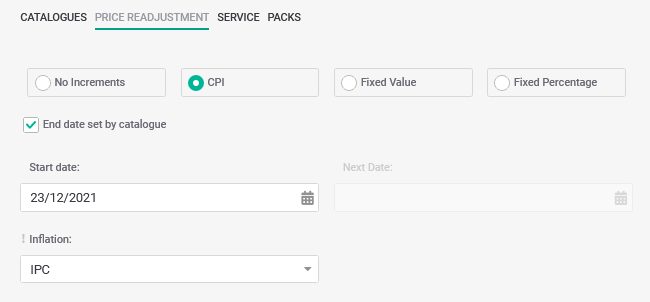 CATALOGUES PRICE READJUSTMENT SERVICE PACKS
No Increments CPI Fixed Value Fixed Percentage
End date set by catalogue
Start date: Next Date:
23/12/2021
! Inflation:
IPC